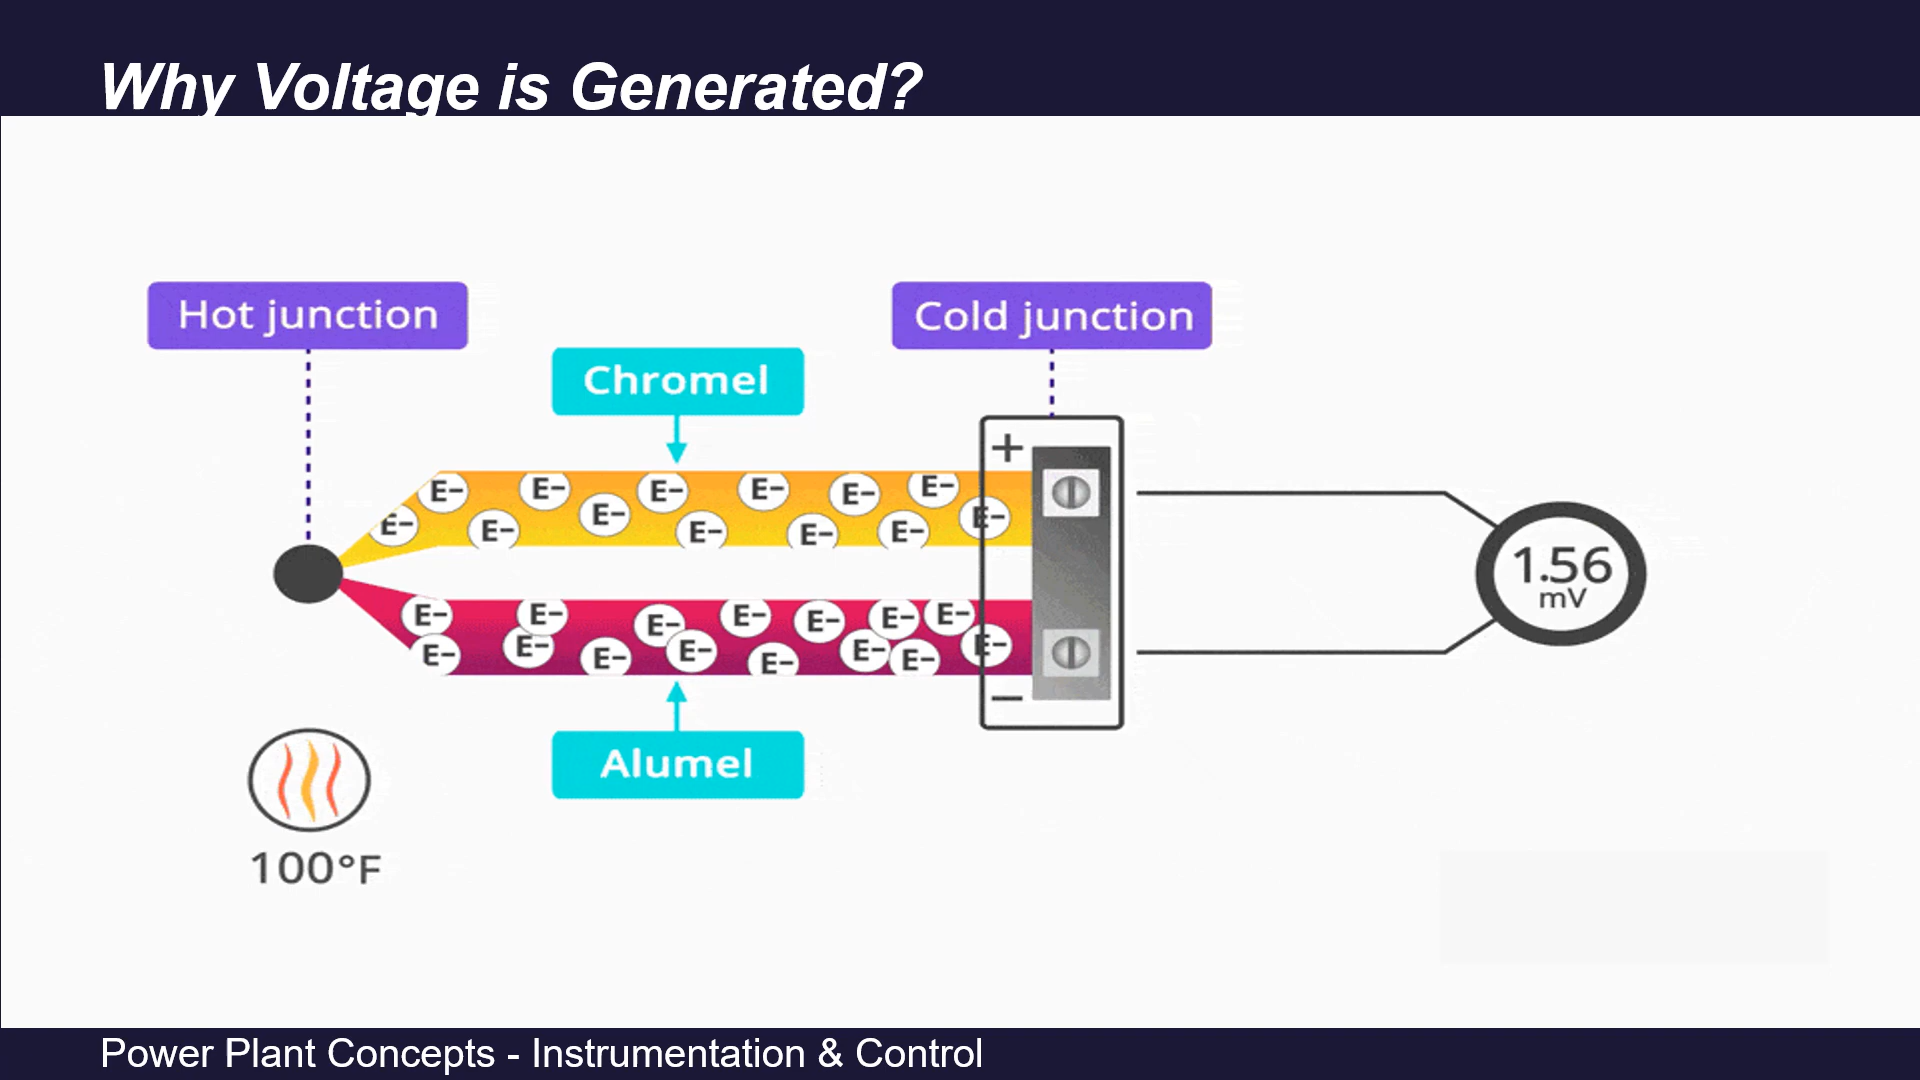 Why Voltage is Generated?
Hot junction
Cold junction
Chromel
+
E− E− E− E− E− E−
E− E− E− E− E− E− E−
E− E− E− E− E− E− E−
E− E− E− E− E− E− E− E−
−
Alumel
1.56
mV
100°F
Power Plant Concepts - Instrumentation & Control